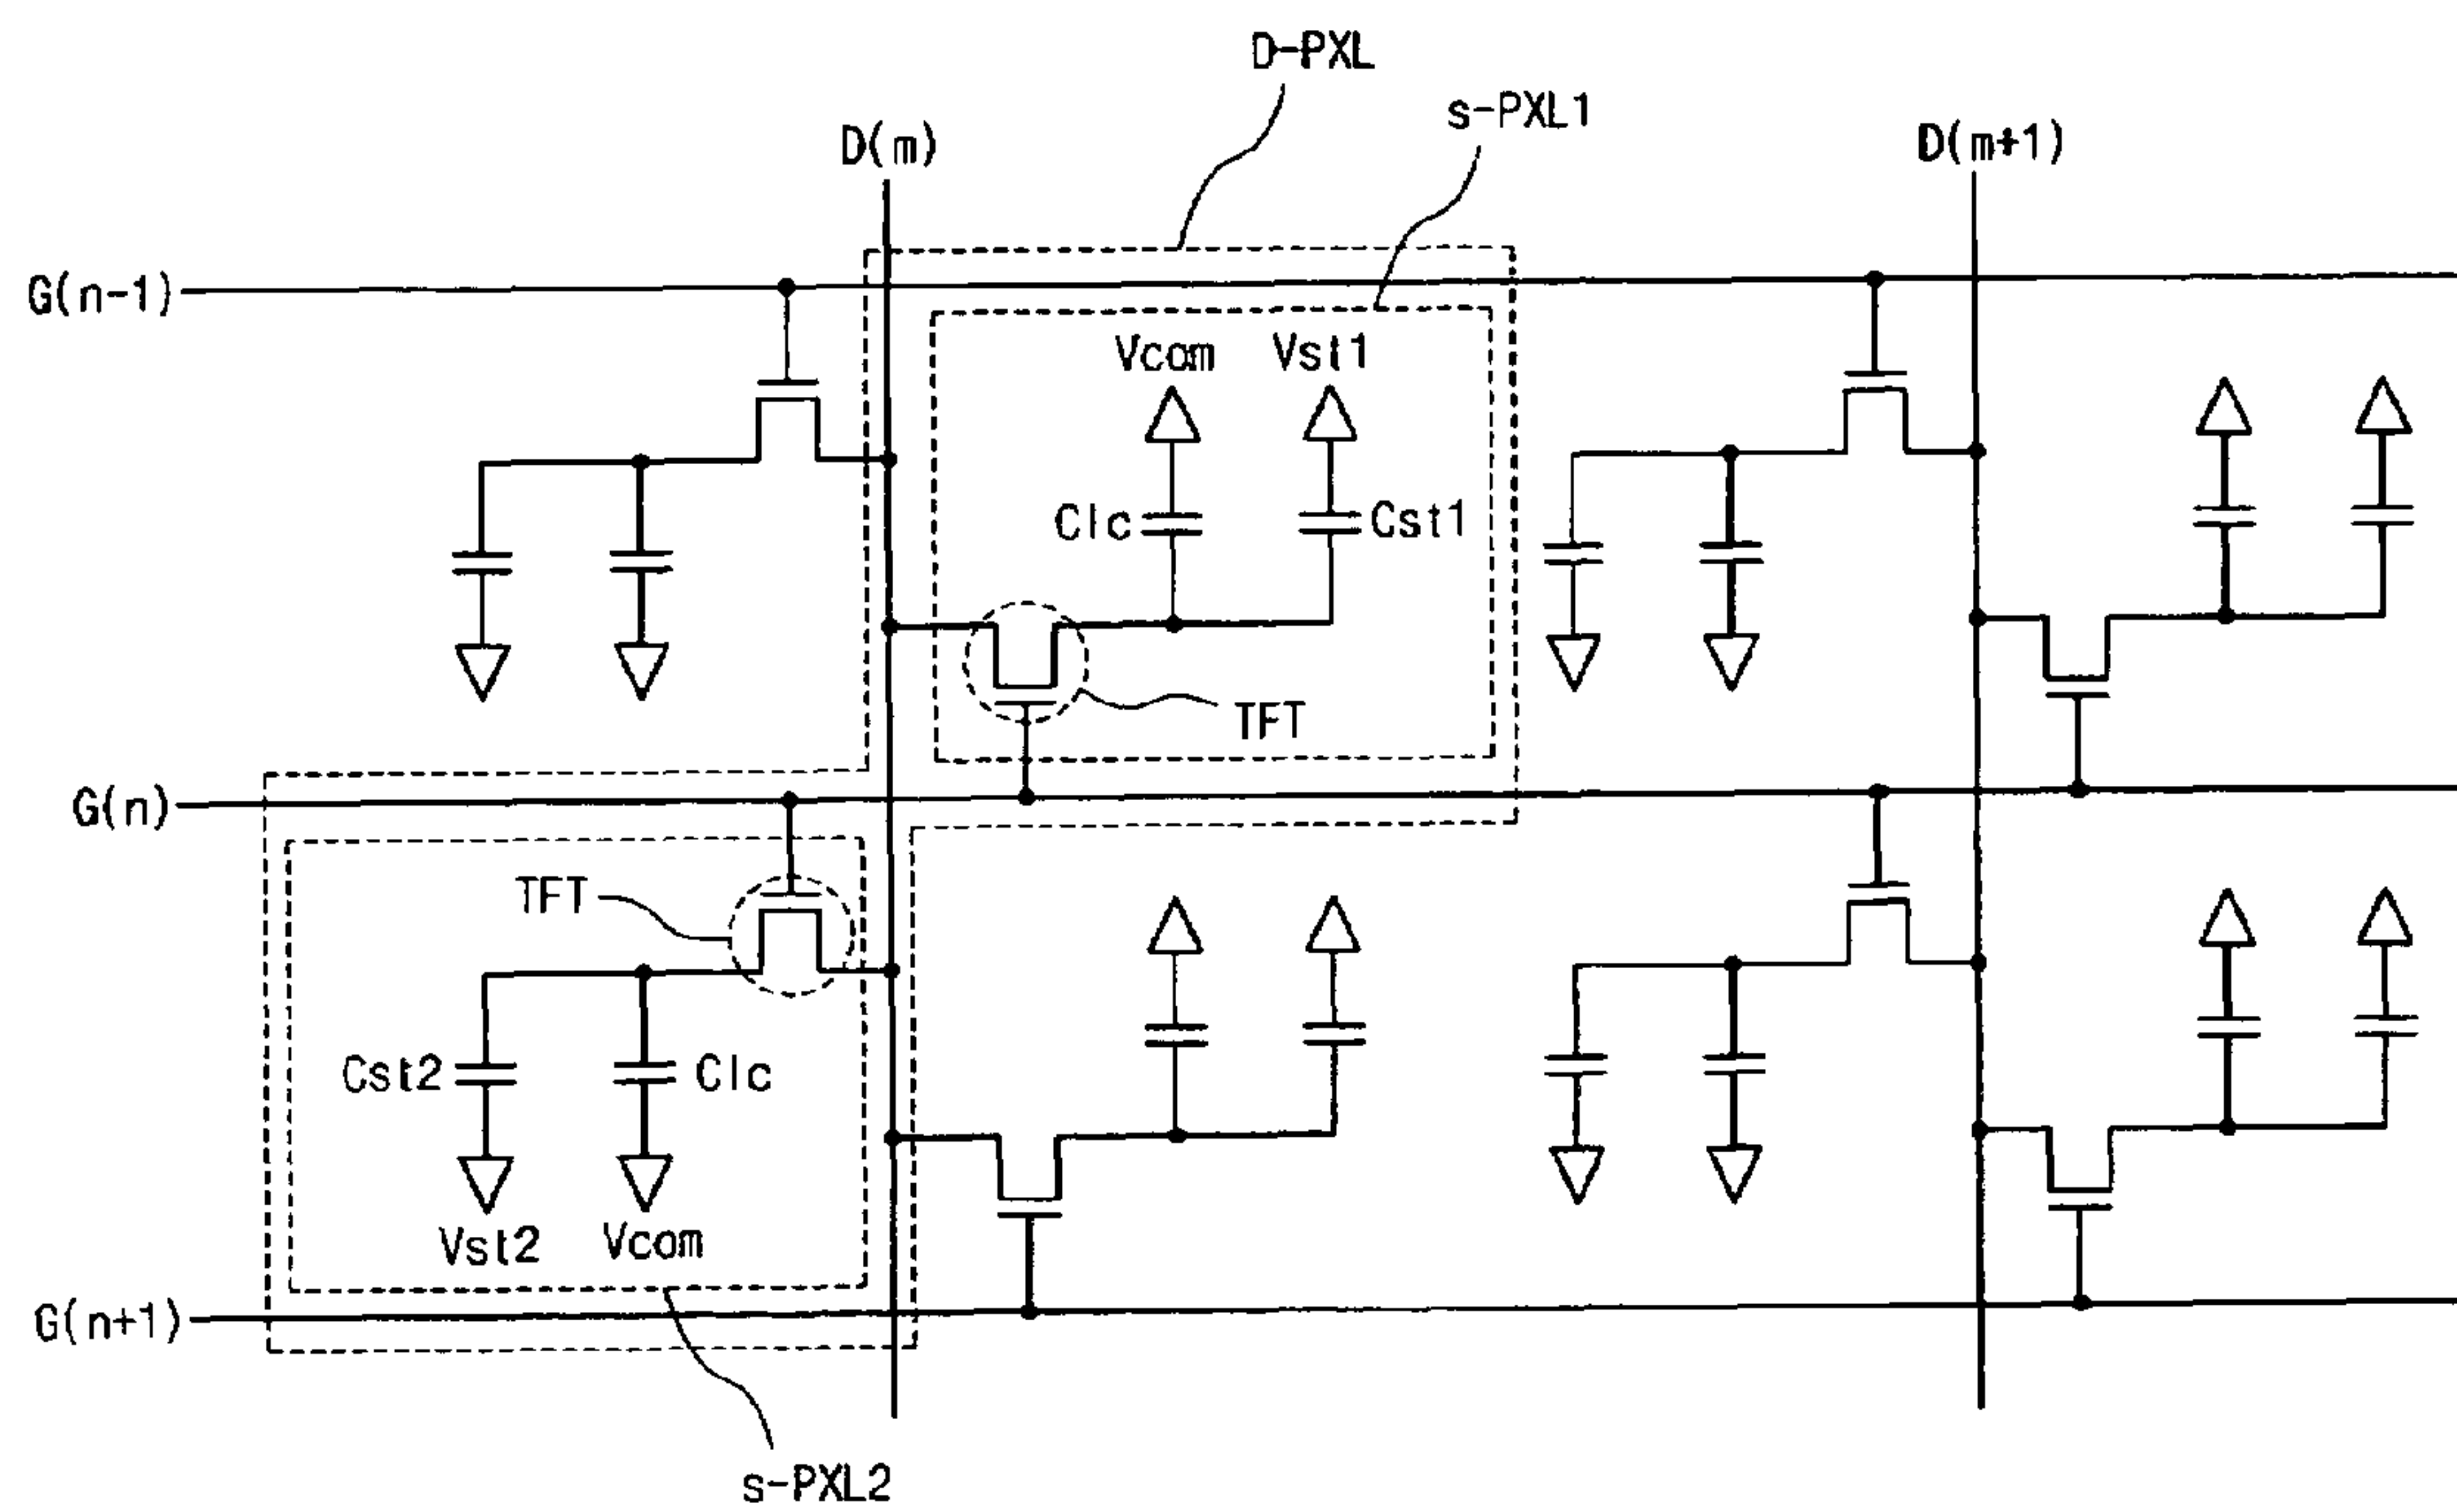 D-PXL
s-PXL1
D(m)
D(m+1)
G(n-1)
Vcom
Vst1
Clc
Cst1
TFT
G(n)
TFT
Cst2
Clc
Vst2
Vcom
G(n+1)
s-PXL2